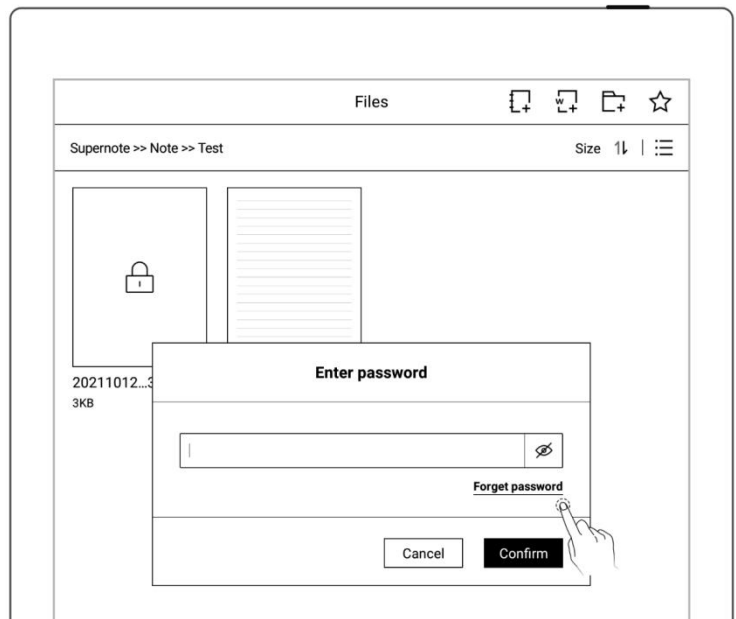 Files
Supernote >> Note >> Test
Size
20211012...3
3KB
Enter password
Forget password
Cancel
Confirm